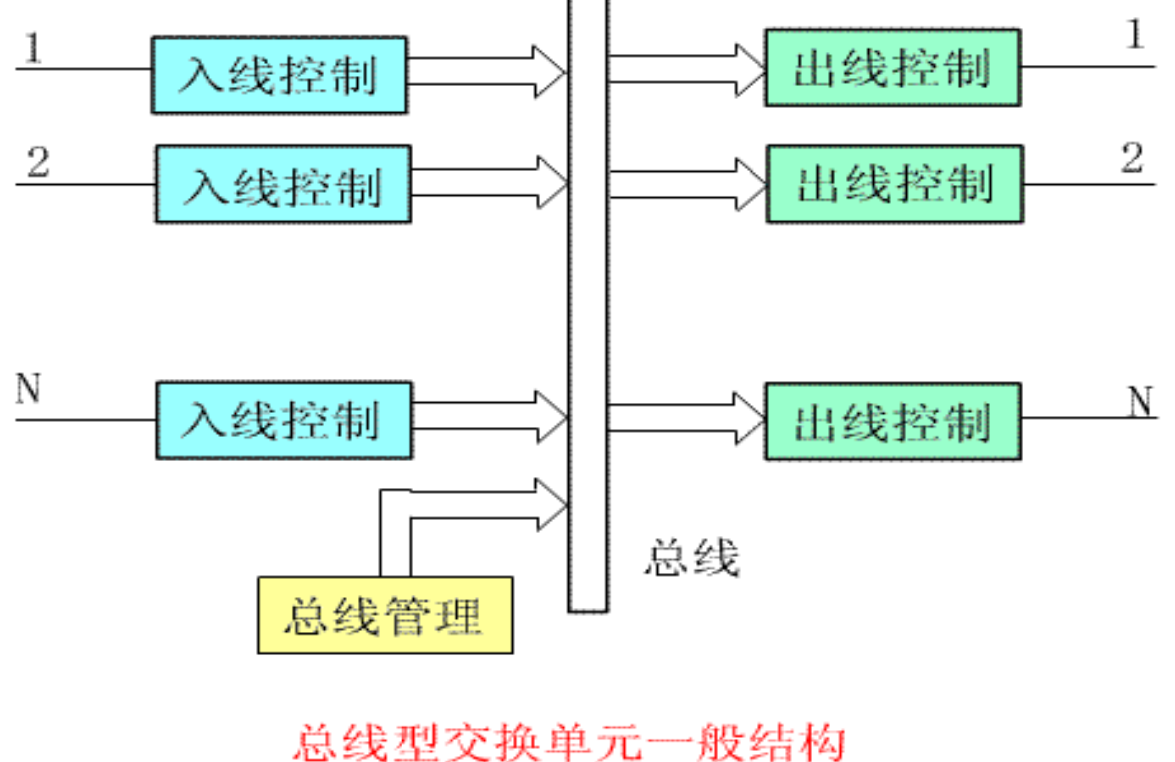 1 入线控制 出线控制 1
2 入线控制 出线控制 2
N 入线控制 出线控制 N
总线
总线管理
总线型交换单元一般结构